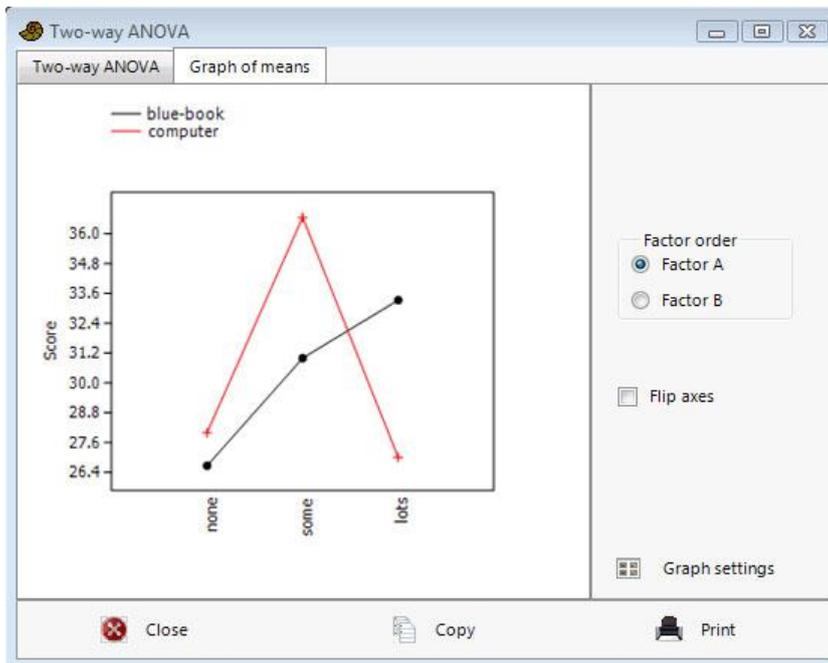 Two-way ANOVA
Two-way ANOVA Graph of means
blue-book
computer
Score
36.0
34.8
33.6
32.4
31.2
30.0
28.8
27.6
26.4
none
some
lots
Factor order
Factor A
Factor B
Flip axes
Graph settings
Close Copy Print